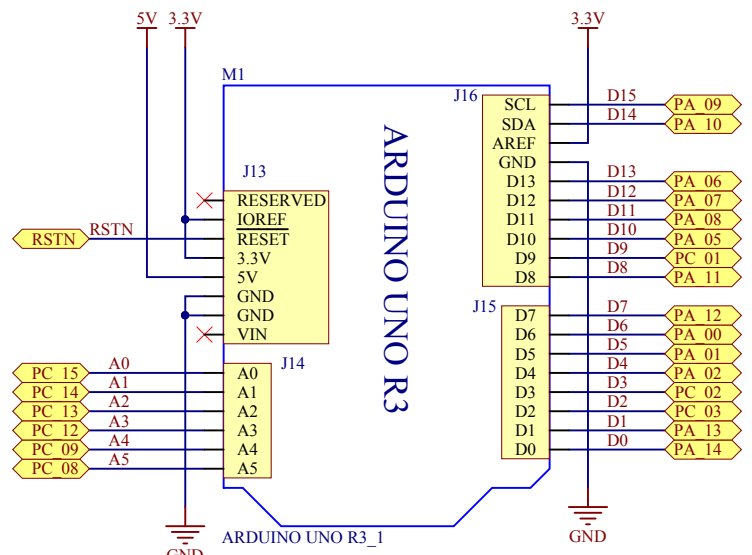 5V 3.3V 3.3V
M1
J16
SCL D15 PA_09
SDA D14 PA_10
AREF
GND
D13 D13 PA_06
D12 D12 PA_07
D11 D11 PA_08
D10 D10 PA_05
D9 D9 PC_01
D8 D8 PA_11
J15
D7 D7 PA_12
D6 D6 PA_00
D5 D5 PA_01
D4 D4 PA_02
D3 D3 PC_02
D2 D2 PC_03
D1 D1 PA_13
D0 D0 PA_14
ARDUINO UNO R3
J13
RESERVED
IOREF
RSTN RSTN RESET
3.3V
5V
GND
GND
VIN
J14
PC_15 A0 A0
PC_14 A1 A1
PC_13 A2 A2
PC_12 A3 A3
PC_09 A4 A4
PC_08 A5 A5
GND
ARDUINO UNO R3_1
GND